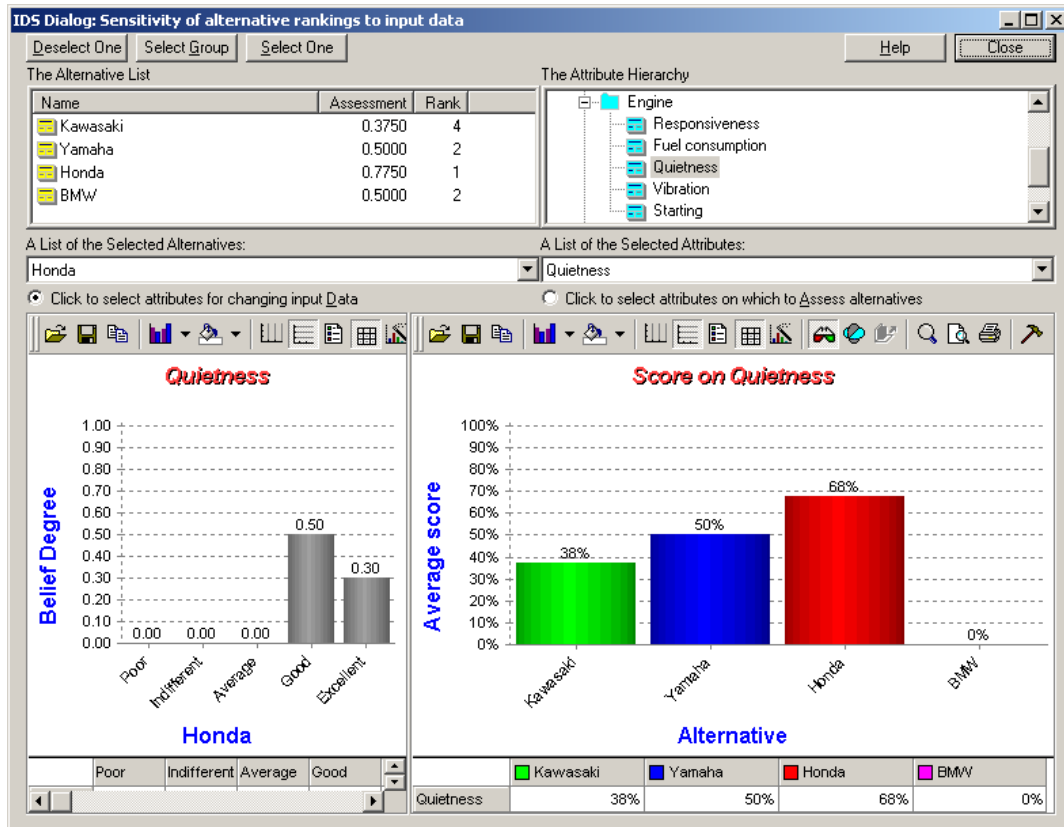 IDS Dialog: Sensitivity of alternative rankings to input data
Deselect One Select Group Select One Help Close
The Alternative List
Name Assessment Rank
Kawasaki 0.3750 4
Yamaha 0.5000 2
Honda 0.7750 1
BMW 0.5000 2
The Attribute Hierarchy
Engine
Responsiveness
Fuel consumption
Quietness
Vibration
Starting
A List of the Selected Alternatives:
Honda
A List of the Selected Attributes:
Quietness
Click to select attributes for changing input Data
Click to select attributes on which to Assess alternatives
Quietness
Belief Degree
1.00
0.90
0.80
0.70
0.60
0.50
0.40
0.30
0.20
0.10
0.00
0.00 0.00 0.00 0.50 0.30
Poor Indifferent Average Good Excellent
Honda
Poor Indifferent Average Good
Score on Quietness
Average score
100%
90%
80%
70%
60%
50%
40%
30%
20%
10%
0%
38% 50% 68% 0%
Kawasaki Yamaha Honda BMW
Alternative
Kawasaki Yamaha Honda BMW
Quietness 38% 50% 68% 0%